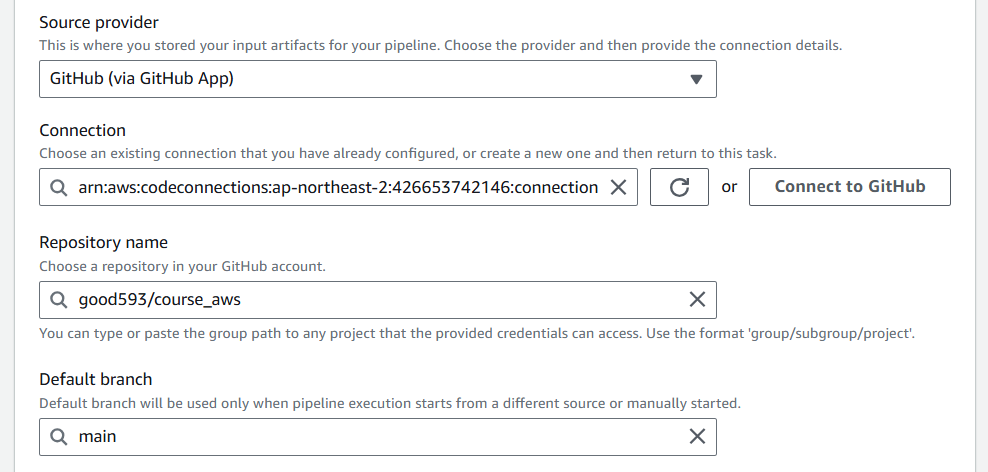 Source provider
This is where you stored your input artifacts for your pipeline. Choose the provider and then provide the connection details.
GitHub (via GitHub App)
Connection
Choose an existing connection that you have already configured, or create a new one and then return to this task.
arn:aws:codeconnections:ap-northeast-2:426653742146:connection
or
Connect to GitHub
Repository name
Choose a repository in your GitHub account.
good593/course_aws
You can type or paste the group path to any project that the provided credentials can access. Use the format 'group/subgroup/project'.
Default branch
Default branch will be used only when pipeline execution starts from a different source or manually started.
main